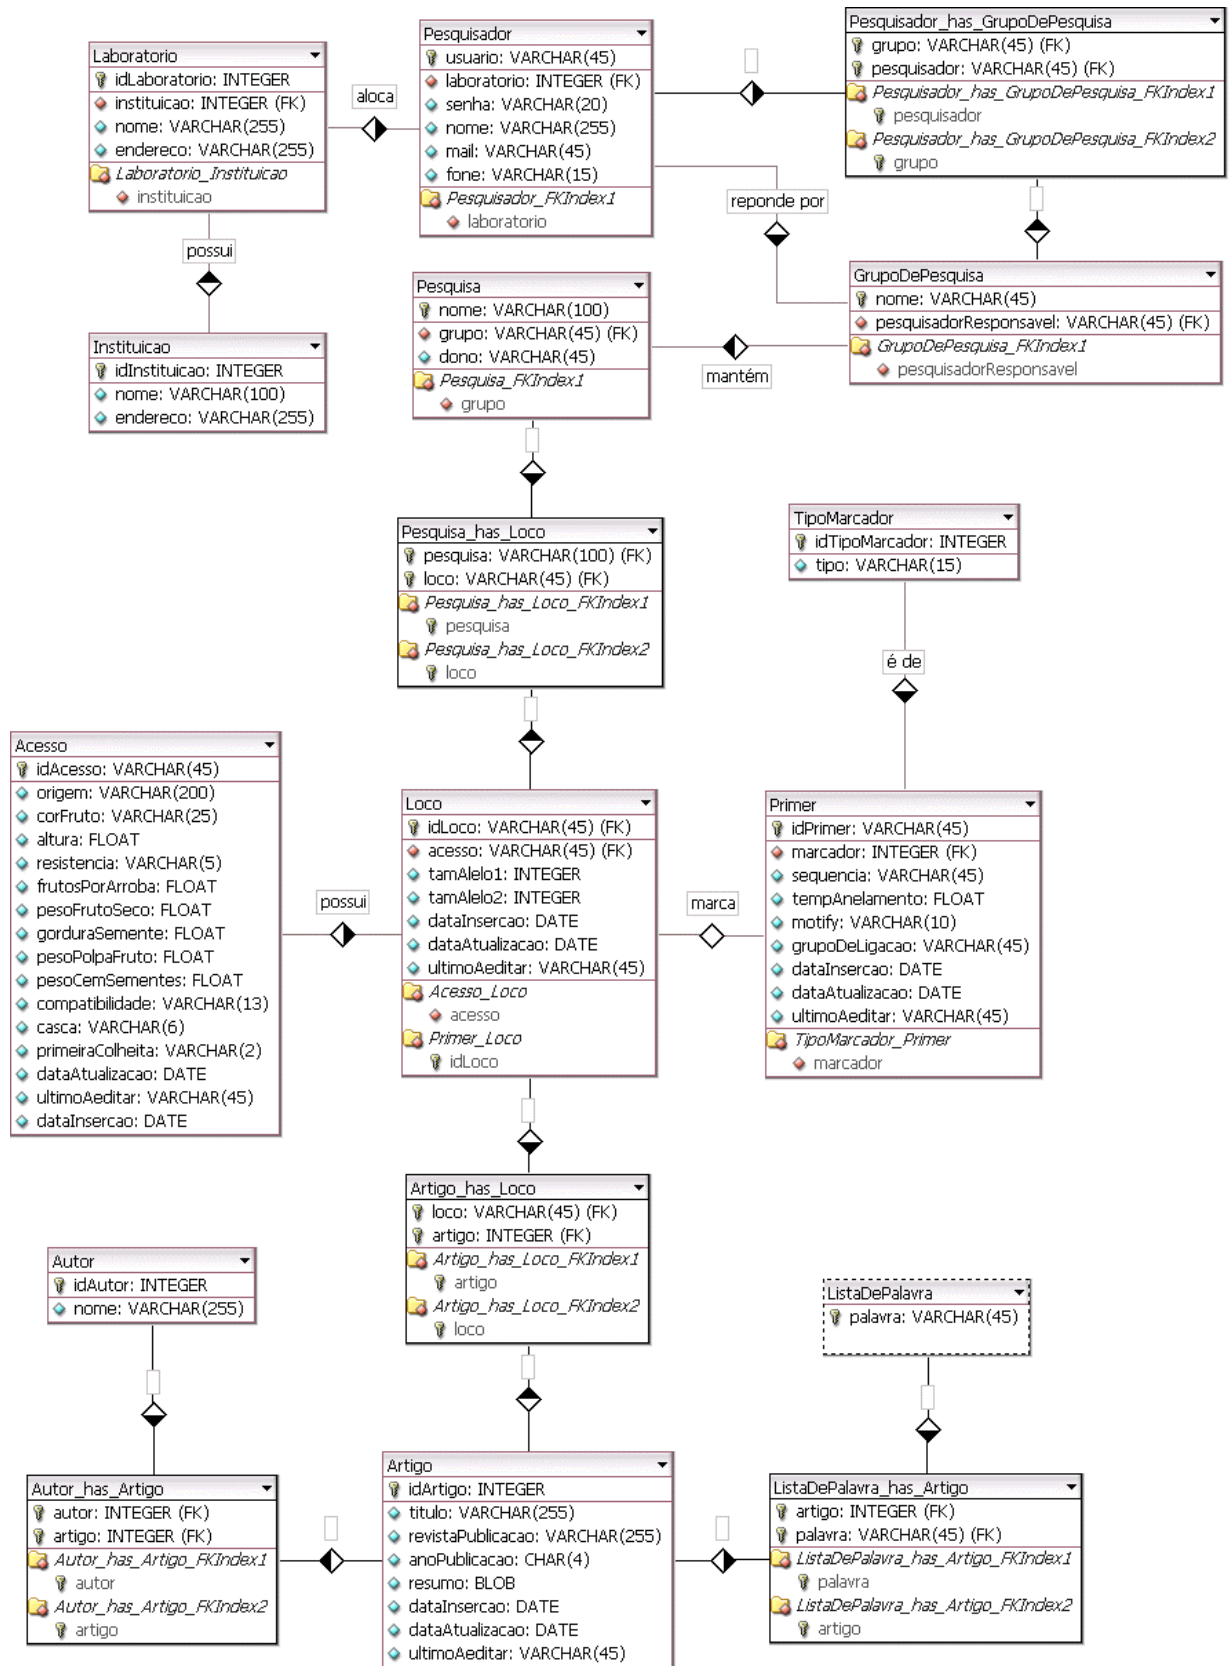 Laboratorio
idLaboratorio: INTEGER
instituicao: INTEGER (FK)
nome: VARCHAR(255)
endereco: VARCHAR(255)
Laboratorio_Instituicao
instituicao
aloca
Pesquisador
usuario: VARCHAR(45)
laboratorio: INTEGER (FK)
senha: VARCHAR(20)
nome: VARCHAR(255)
mail: VARCHAR(45)
fone: VARCHAR(15)
Pesquisador_FKIndex1
laboratorio
Pesquisador_has_GrupoDePesquisa
grupo: VARCHAR(45) (FK)
pesquisador: VARCHAR(45) (FK)
Pesquisador_has_GrupoDePesquisa_FKIndex1
pesquisador
Pesquisador_has_GrupoDePesquisa_FKIndex2
grupo
reponde por
possui
Instituicao
idInstituicao: INTEGER
nome: VARCHAR(100)
endereco: VARCHAR(255)
Pesquisa
nome: VARCHAR(100)
grupo: VARCHAR(45) (FK)
dono: VARCHAR(45)
Pesquisa_FKIndex1
grupo
mantém
GrupoDePesquisa
nome: VARCHAR(45)
pesquisadorResponsavel: VARCHAR(45) (FK)
GrupoDePesquisa_FKIndex1
pesquisadorResponsavel
Pesquisa_has_Loco
pesquisa: VARCHAR(100) (FK)
loco: VARCHAR(45) (FK)
Pesquisa_has_Loco_FKIndex1
pesquisa
Pesquisa_has_Loco_FKIndex2
loco
TipoMarcador
idTipoMarcador: INTEGER
tipo: VARCHAR(15)
é de
Acesso
idAcesso: VARCHAR(45)
origem: VARCHAR(200)
corFruto: VARCHAR(25)
altura: FLOAT
resistencia: VARCHAR(5)
frutosPorArroba: FLOAT
pesoFrutoSeco: FLOAT
gorduraSemente: FLOAT
pesoPolpaFruto: FLOAT
pesoCemSementes: FLOAT
compatibilidade: VARCHAR(13)
casca: VARCHAR(6)
primeiraColheita: VARCHAR(2)
dataAtualizacao: DATE
ultimoAeditar: VARCHAR(45)
dataInsercao: DATE
possui
Loco
idLoco: VARCHAR(45) (FK)
acesso: VARCHAR(45) (FK)
tamAlelo1: INTEGER
tamAlelo2: INTEGER
dataInsercao: DATE
dataAtualizacao: DATE
ultimoAeditar: VARCHAR(45)
Acesso_Loco
acesso
Primer_Loco
idLoco
marca
Primer
idPrimer: VARCHAR(45)
marcador: INTEGER (FK)
sequencia: VARCHAR(45)
tempAnelamento: FLOAT
motify: VARCHAR(10)
grupoDeLigacao: VARCHAR(45)
dataInsercao: DATE
dataAtualizacao: DATE
ultimoAeditar: VARCHAR(45)
TipoMarcador_Primer
marcador
Artigo_has_Loco
loco: VARCHAR(45) (FK)
artigo: INTEGER (FK)
Artigo_has_Loco_FKIndex1
artigo
Artigo_has_Loco_FKIndex2
loco
Autor
idAutor: INTEGER
nome: VARCHAR(255)
ListaDePalavra
palavra: VARCHAR(45)
Autor_has_Artigo
autor: INTEGER (FK)
artigo: INTEGER (FK)
Autor_has_Artigo_FKIndex1
autor
Autor_has_Artigo_FKIndex2
artigo
Artigo
idArtigo: INTEGER
titulo: VARCHAR(255)
revistaPublicacao: VARCHAR(255)
anoPublicacao: CHAR(4)
resumo: BLOB
dataInsercao: DATE
dataAtualizacao: DATE
ultimoAeditar: VARCHAR(45)
ListaDePalavra_has_Artigo
artigo: INTEGER (FK)
palavra: VARCHAR(45) (FK)
ListaDePalavra_has_Artigo_FKIndex1
palavra
ListaDePalavra_has_Artigo_FKIndex2
artigo